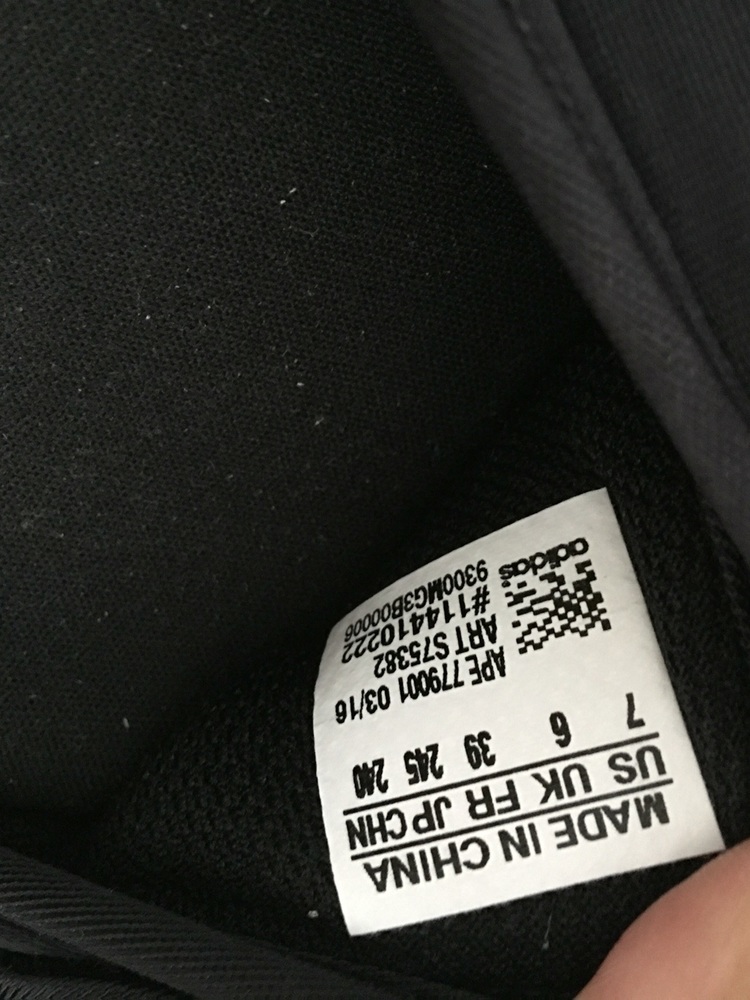 MADE IN CHINA
US UK FR JP CHN
7 6 39 245 240
APE 779001 03/16
ART S75382
#114410222
9300MG3B00006
adidas